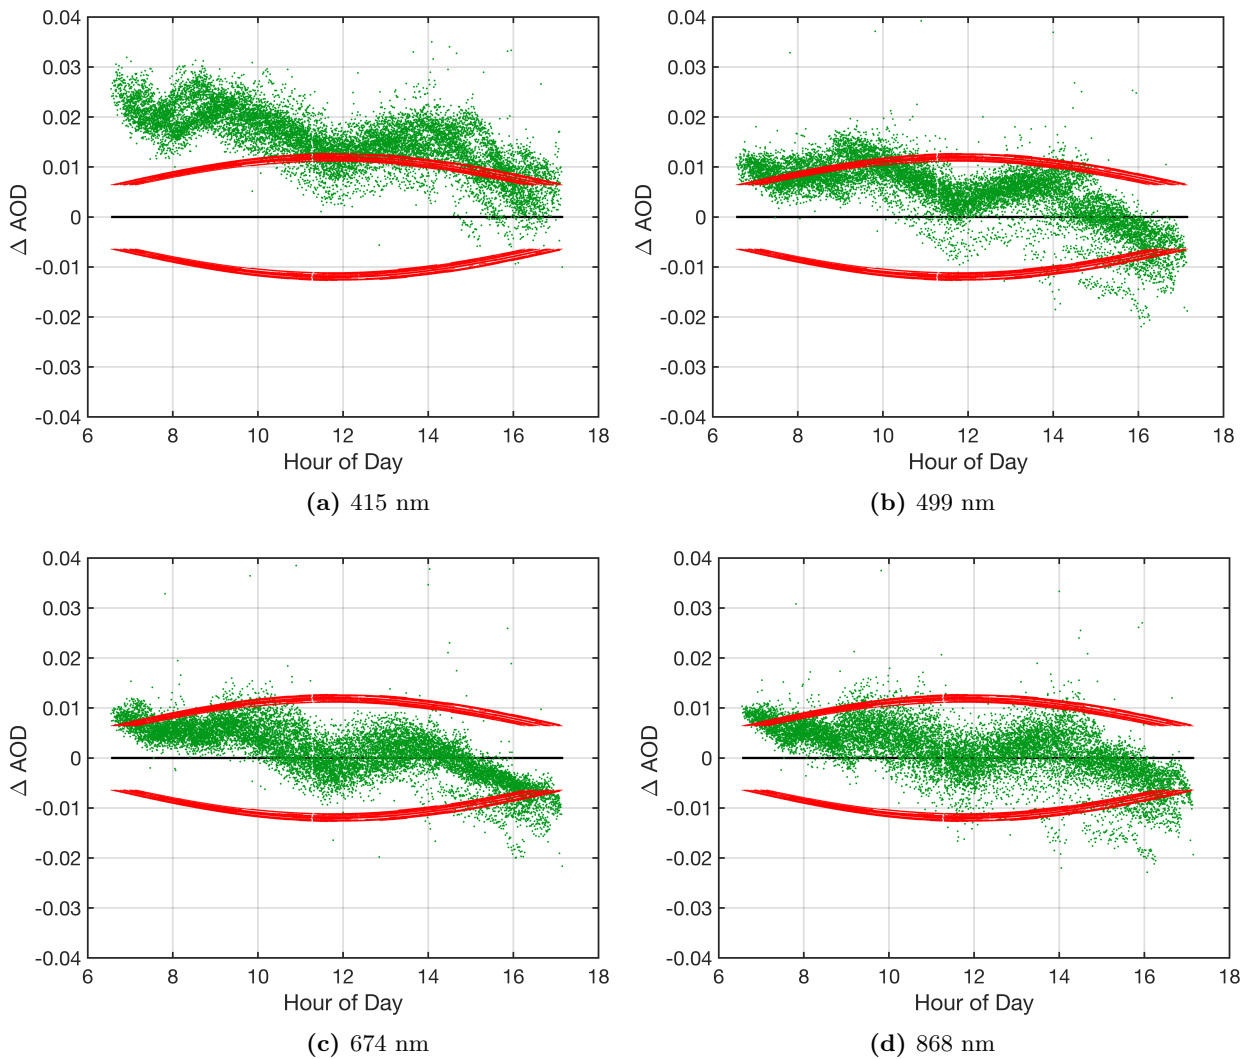 0.04
0.03
0.02
0.01
0
-0.01
-0.02
-0.03
-0.04
Δ AOD
6 8 10 12 14 16 18
Hour of Day
(a) 415 nm
0.04
0.03
0.02
0.01
0
-0.01
-0.02
-0.03
-0.04
Δ AOD
6 8 10 12 14 16 18
Hour of Day
(b) 499 nm
0.04
0.03
0.02
0.01
0
-0.01
-0.02
-0.03
-0.04
Δ AOD
6 8 10 12 14 16 18
Hour of Day
(c) 674 nm
0.04
0.03
0.02
0.01
0
-0.01
-0.02
-0.03
-0.04
Δ AOD
6 8 10 12 14 16 18
Hour of Day
(d) 868 nm